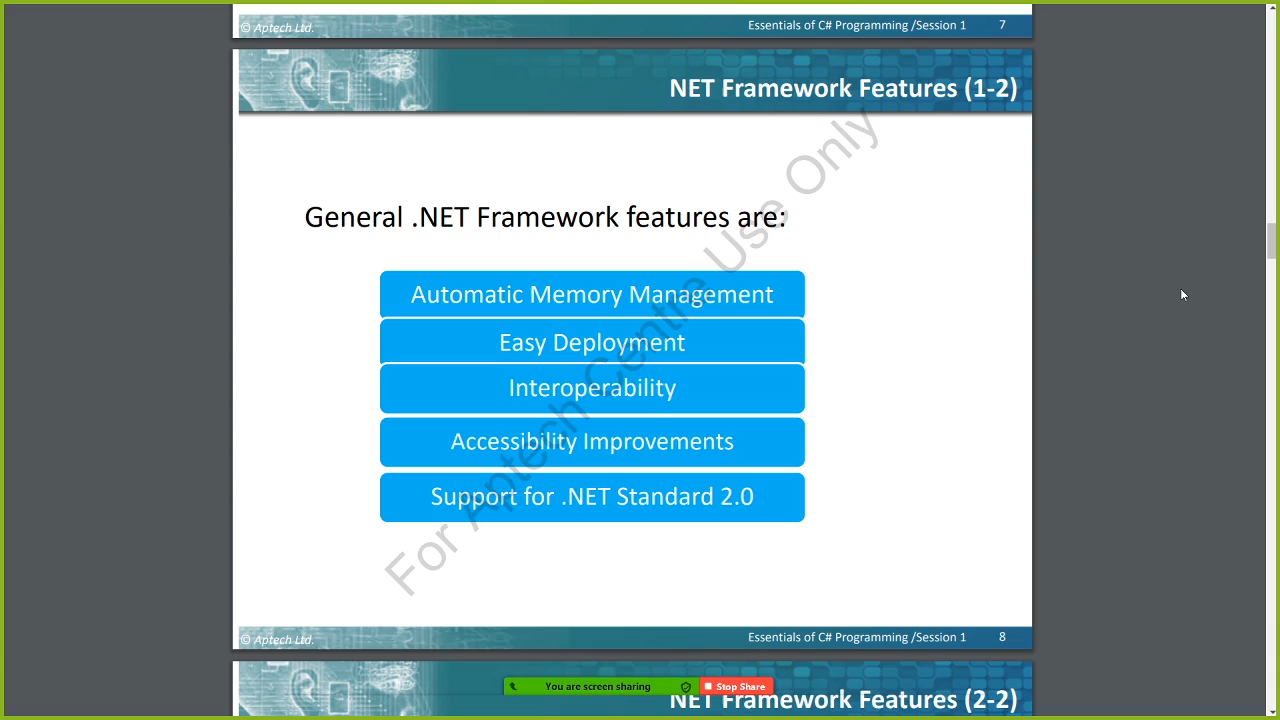 © Aptech Ltd.
Essentials of C# Programming /Session 1 7
NET Framework Features (1-2)
General .NET Framework features are:
Automatic Memory Management
Easy Deployment
Interoperability
Accessibility Improvements
Support for .NET Standard 2.0
For Aptech Centre Use Only
© Aptech Ltd.
Essentials of C# Programming /Session 1 8
You are screen sharing Stop Share
NET Framework Features (2-2)